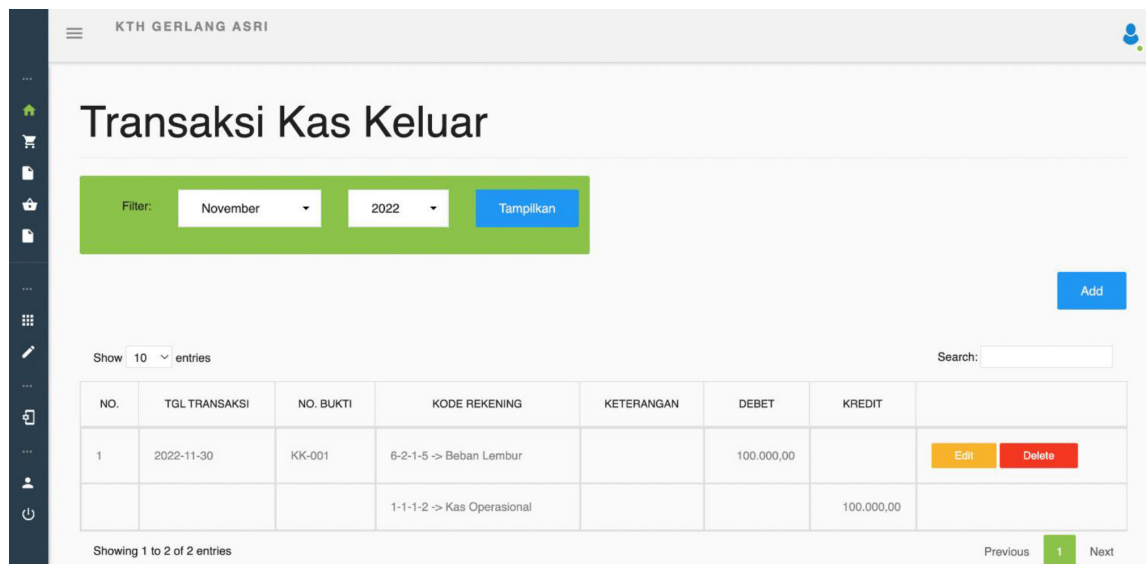 KTH GERLANG ASRI
Transaksi Kas Keluar
Filter: November 2022 Tampilkan
Add
Show 10 entries Search:
NO. TGL TRANSAKSI NO. BUKTI KODE REKENING KETERANGAN DEBET KREDIT
1 2022-11-30 KK-001 6-2-1-5 -> Beban Lembur 100.000,00 Edit Delete
1-1-1-2 -> Kas Operasional 100.000,00
Showing 1 to 2 of 2 entries Previous 1 Next